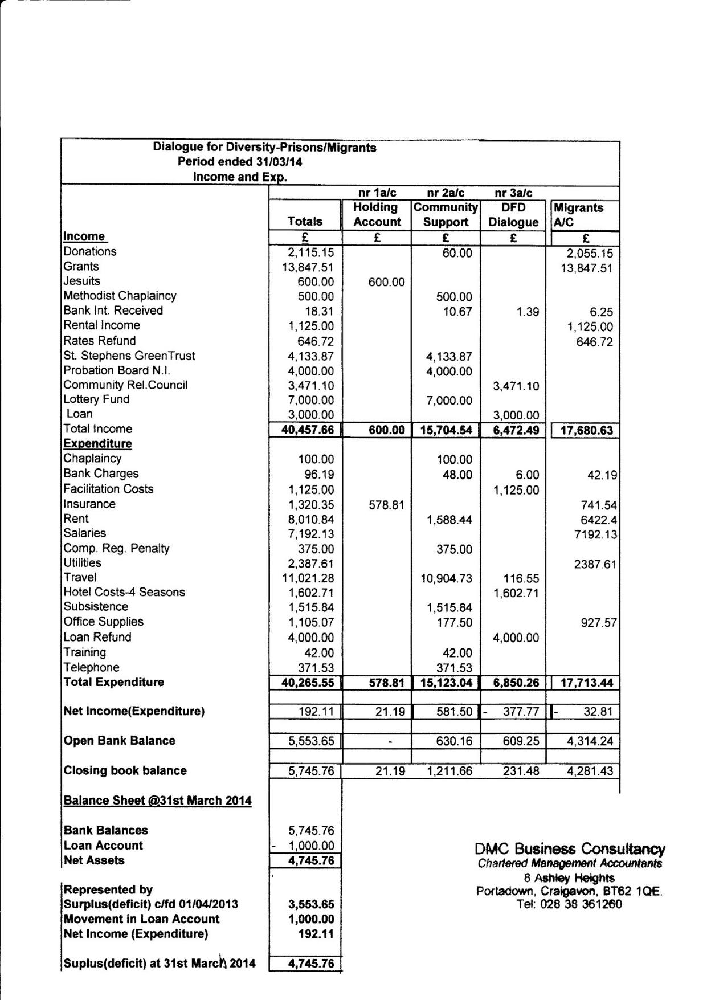 Dialogue for Diversity-Prisons/Migrants
Period ended 31/03/14
Income and Exp.
nr 1a/c nr 2a/c nr 3a/c
Holding Community DFD Migrants
Totals Account Support Dialogue A/C
Income £ £ £ £ £
Donations 2,115.15 60.00 2,055.15
Grants 13,847.51 13,847.51
Jesuits 600.00 600.00
Methodist Chaplaincy 500.00 500.00
Bank Int. Received 18.31 10.67 1.39 6.25
Rental Income 1,125.00 1,125.00
Rates Refund 646.72 646.72
St. Stephens GreenTrust 4,133.87 4,133.87
Probation Board N.I. 4,000.00 4,000.00
Community Rel.Council 3,471.10 3,471.10
Lottery Fund 7,000.00 7,000.00
Loan 3,000.00 3,000.00
Total Income 40,457.66 600.00 15,704.54 6,472.49 17,680.63
Expenditure
Chaplaincy 100.00 100.00
Bank Charges 96.19 48.00 6.00 42.19
Facilitation Costs 1,125.00 1,125.00
Insurance 1,320.35 578.81 741.54
Rent 8,010.84 1,588.44 6422.4
Salaries 7,192.13 7192.13
Comp. Reg. Penalty 375.00 375.00
Utilities 2,387.61 2387.61
Travel 11,021.28 10,904.73 116.55
Hotel Costs-4 Seasons 1,602.71 1,602.71
Subsistence 1,515.84 1,515.84
Office Supplies 1,105.07 177.50 927.57
Loan Refund 4,000.00 4,000.00
Training 42.00 42.00
Telephone 371.53 371.53
Total Expenditure 40,265.55 578.81 15,123.04 6,850.26 17,713.44
Net Income(Expenditure) 192.11 21.19 581.50 - 377.77 - 32.81
Open Bank Balance 5,553.65 - 630.16 609.25 4,314.24
Closing book balance 5,745.76 21.19 1,211.66 231.48 4,281.43
Balance Sheet @31st March 2014
Bank Balances 5,745.76
Loan Account - 1,000.00
Net Assets 4,745.76
DMC Business Consultancy
Chartered Management Accountants
8 Ashley Heights
Portadown, Craigavon, BT62 1QE.
Tel: 028 38 361260
Represented by
Surplus(deficit) c/fd 01/04/2013 3,553.65
Movement in Loan Account 1,000.00
Net Income (Expenditure) 192.11
Suplus(deficit) at 31st March 2014 4,745.76